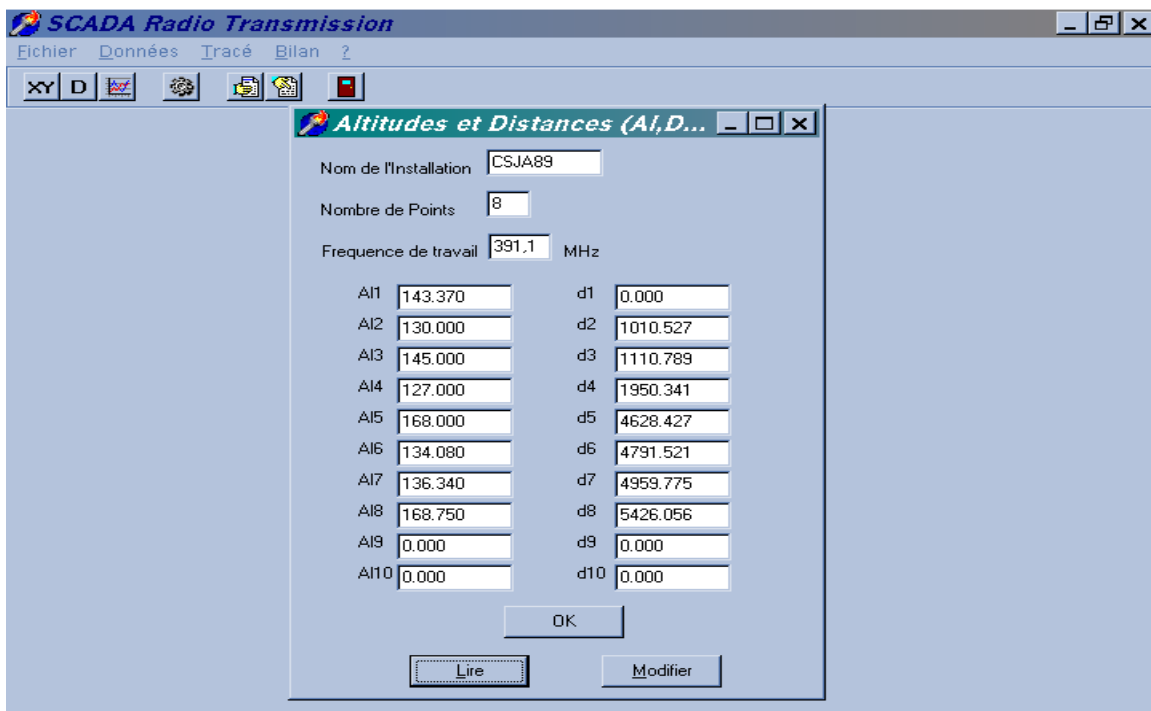 SCADA Radio Transmission
Fichier Données Tracé Bilan ?
XY D
Altitudes et Distances (Al,D...
Nom de l'Installation CSJA89
Nombre de Points 8
Frequence de travail 391,1 MHz
Al1 143.370 d1 0.000
Al2 130.000 d2 1010.527
Al3 145.000 d3 1110.789
Al4 127.000 d4 1950.341
Al5 168.000 d5 4628.427
Al6 134.080 d6 4791.521
Al7 136.340 d7 4959.775
Al8 168.750 d8 5426.056
Al9 0.000 d9 0.000
Al10 0.000 d10 0.000
OK
Lire Modifier